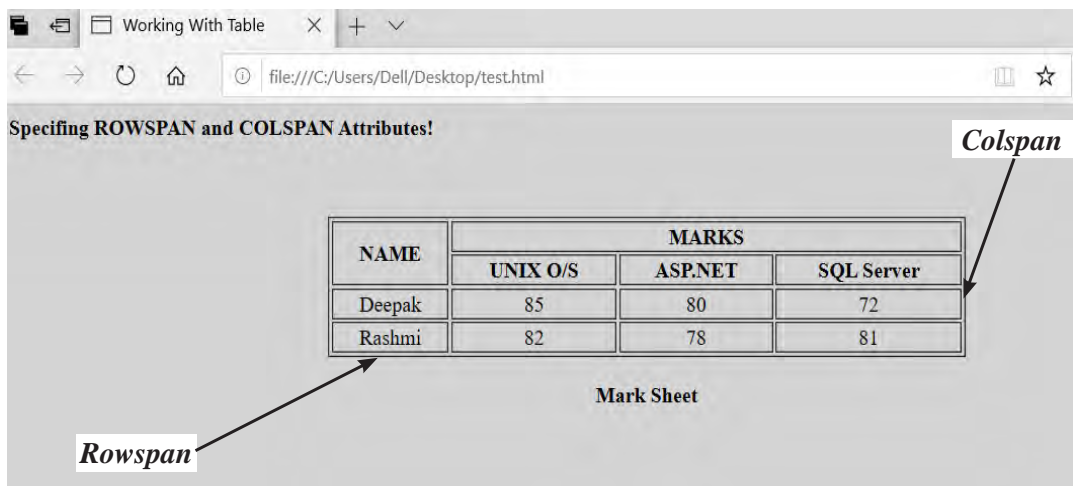 Working With Table
file:///C:/Users/Dell/Desktop/test.html
Specifing ROWSPAN and COLSPAN Attributes!
Colspan
NAME MARKS
UNIX O/S ASP.NET SQL Server
Deepak 85 80 72
Rashmi 82 78 81
Mark Sheet
Rowspan